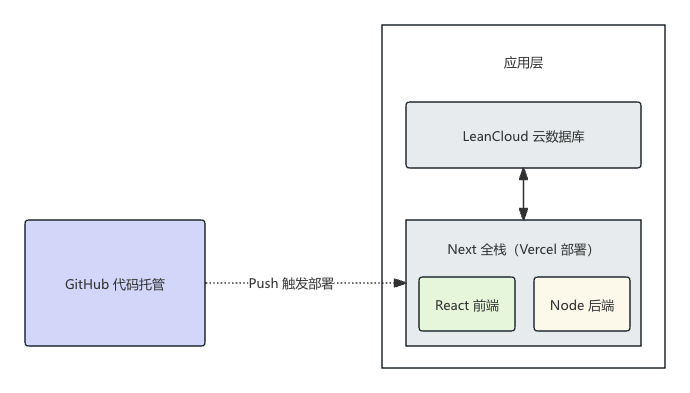 应用层
LeanCloud 云数据库
Next 全栈（Vercel 部署）
GitHub 代码托管
Push 触发部署
React 前端
Node 后端